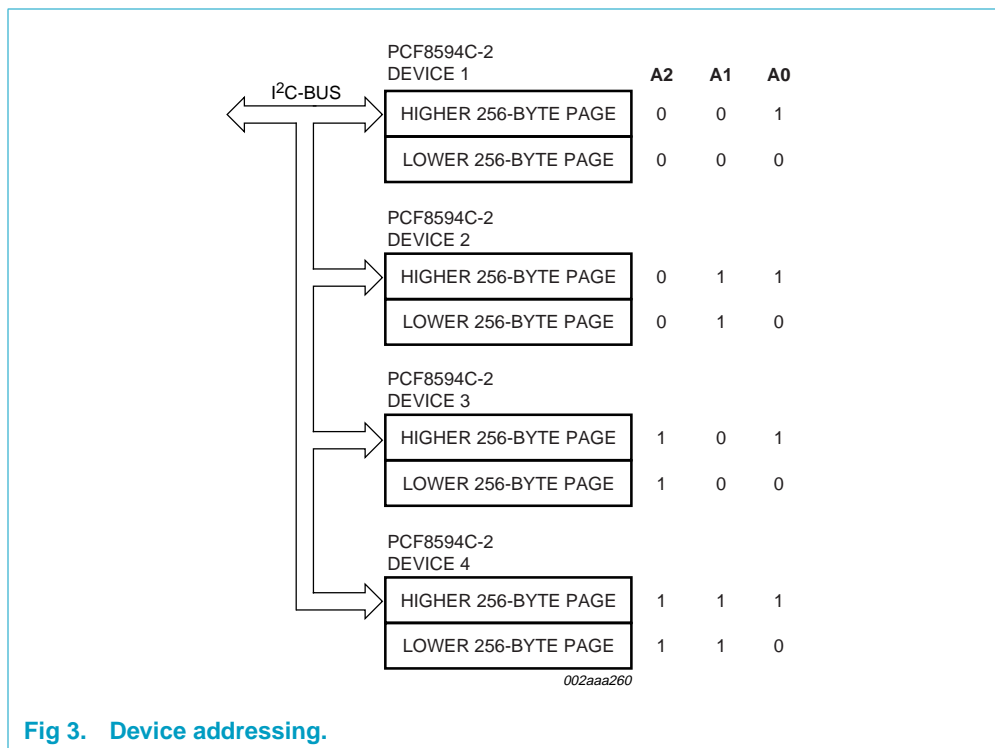 PCF8594C-2
DEVICE 1 A2 A1 A0
I2C-BUS
HIGHER 256-BYTE PAGE 0 0 1
LOWER 256-BYTE PAGE 0 0 0
PCF8594C-2
DEVICE 2
HIGHER 256-BYTE PAGE 0 1 1
LOWER 256-BYTE PAGE 0 1 0
PCF8594C-2
DEVICE 3
HIGHER 256-BYTE PAGE 1 0 1
LOWER 256-BYTE PAGE 1 0 0
PCF8594C-2
DEVICE 4
HIGHER 256-BYTE PAGE 1 1 1
LOWER 256-BYTE PAGE 1 1 0
002aaa260
Fig 3. Device addressing.